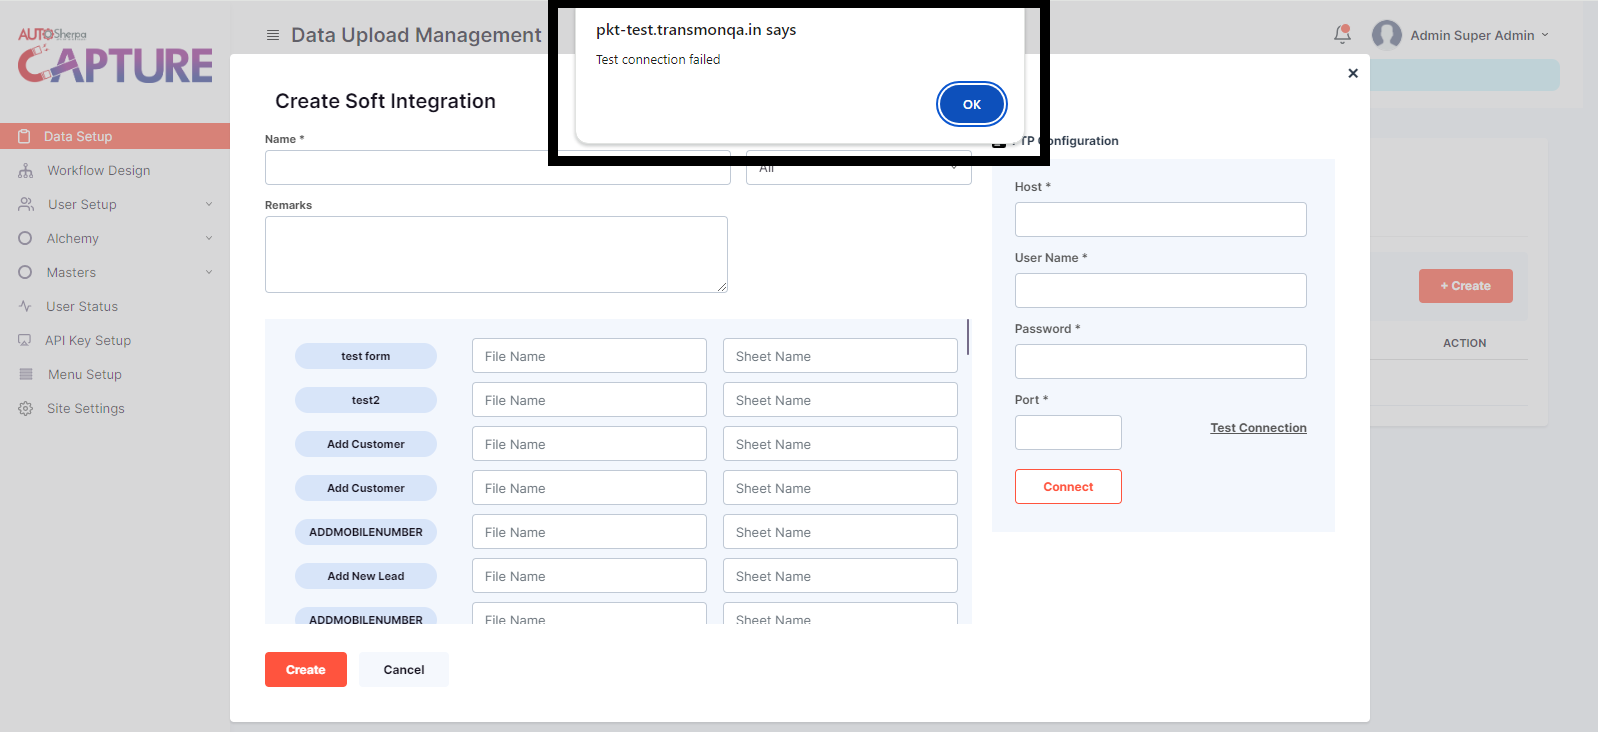 AUTOSherpa
CAPTURE
Data Upload Management
pkt-test.transmonqa.in says
Test connection failed
OK
Admin Super Admin
Data Setup
Workflow Design
User Setup
Alchemy
Masters
User Status
API Key Setup
Menu Setup
Site Settings
Create Soft Integration
Name *
All
Remarks
test form File Name Sheet Name
test2 File Name Sheet Name
Add Customer File Name Sheet Name
Add Customer File Name Sheet Name
ADDMOBILENUMBER File Name Sheet Name
Add New Lead File Name Sheet Name
ADDMOBILENUMBER File Name Sheet Name
Create Cancel
TP Configuration
Host *
User Name *
Password *
Port *
Test Connection
Connect
+ Create
ACTION